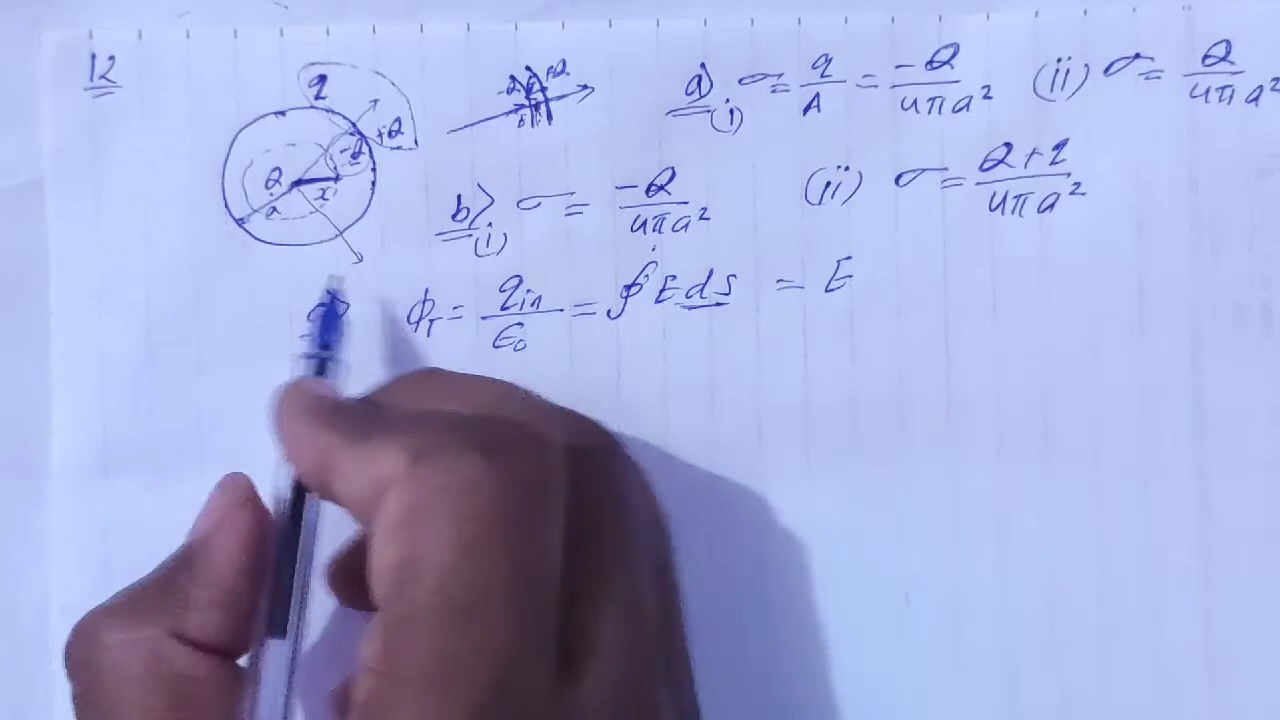 12
q
+Q
-Q
Q
x
a
-Q +Q
a) (i) σ = q/A = -Q/4πa² (ii) σ = Q/4πa²
b) (i) σ = -Q/4πa² (ii) σ = Q+q/4πa²
ϕ_T = q_in/ε₀ = ∮ E ds = E